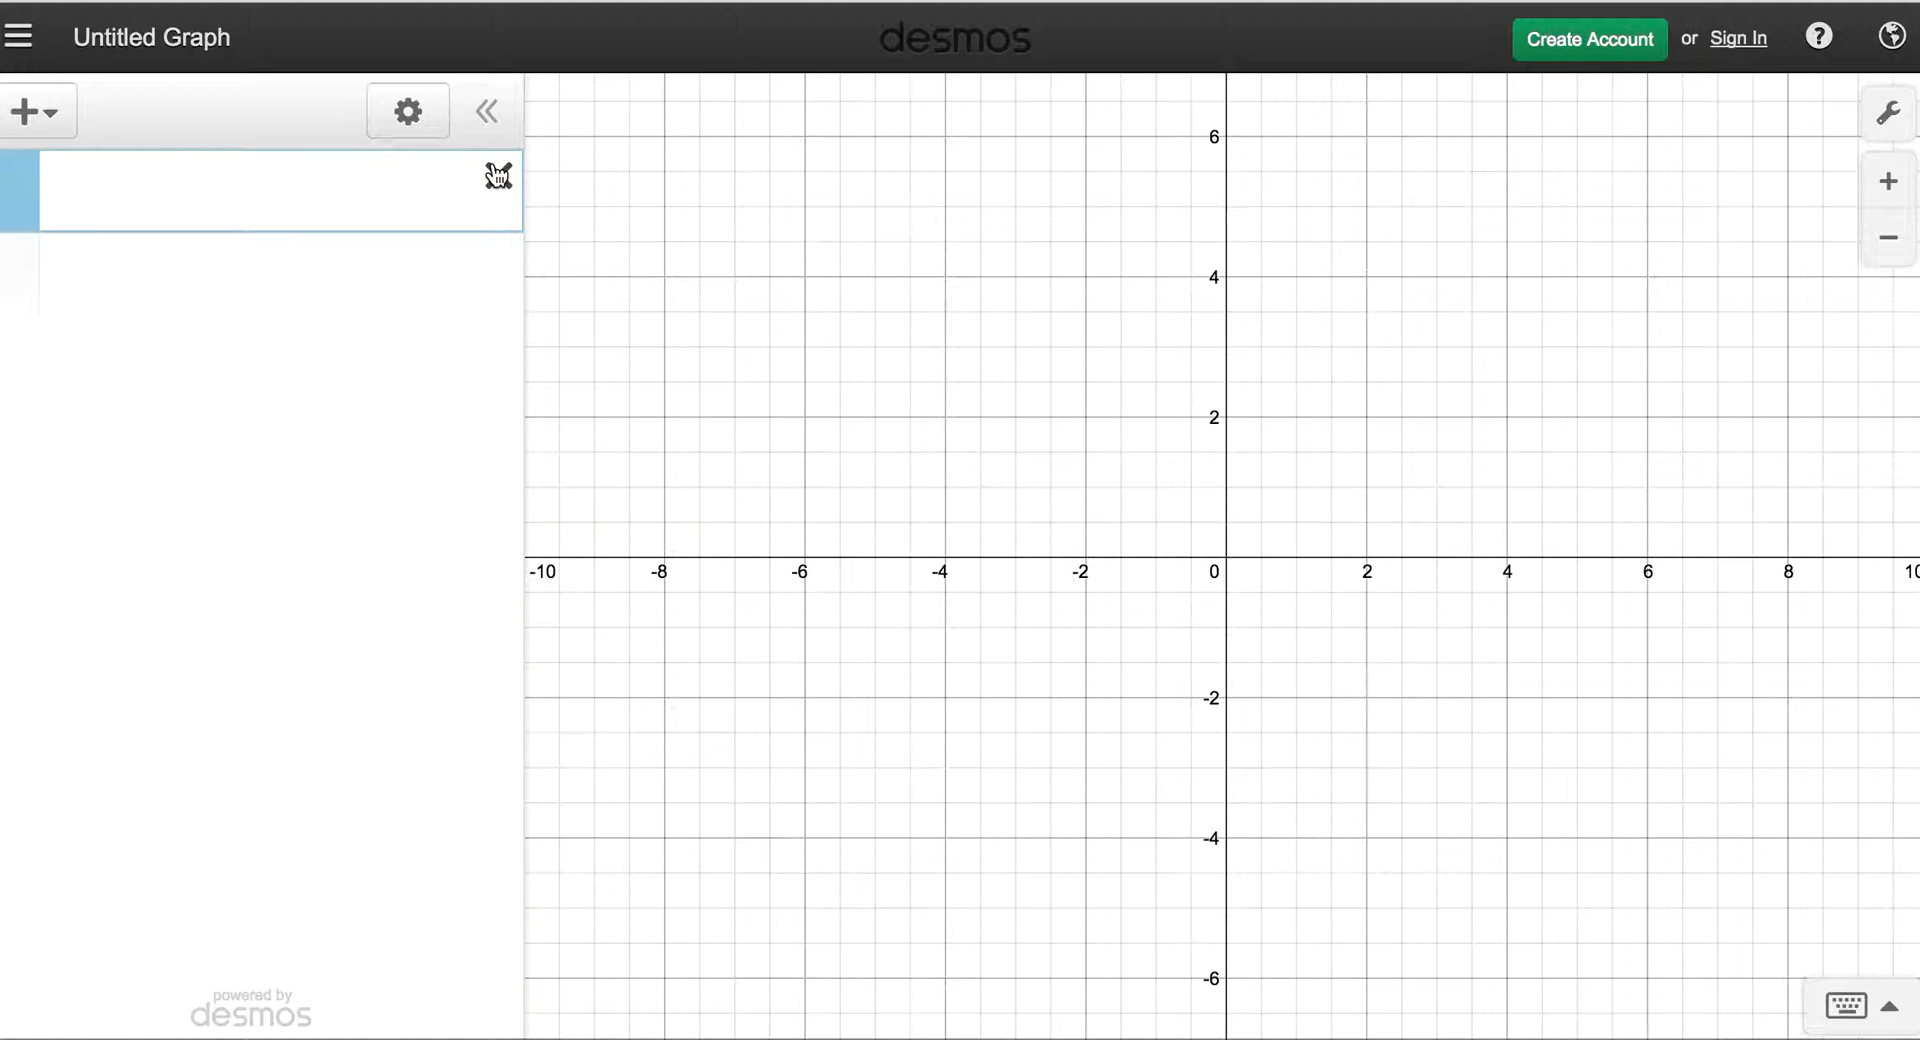 Untitled Graph
desmos
Create Account or Sign In
6
4
2
-10 -8 -6 -4 -2 0 2 4 6 8 10
-2
-4
-6
powered by
desmos